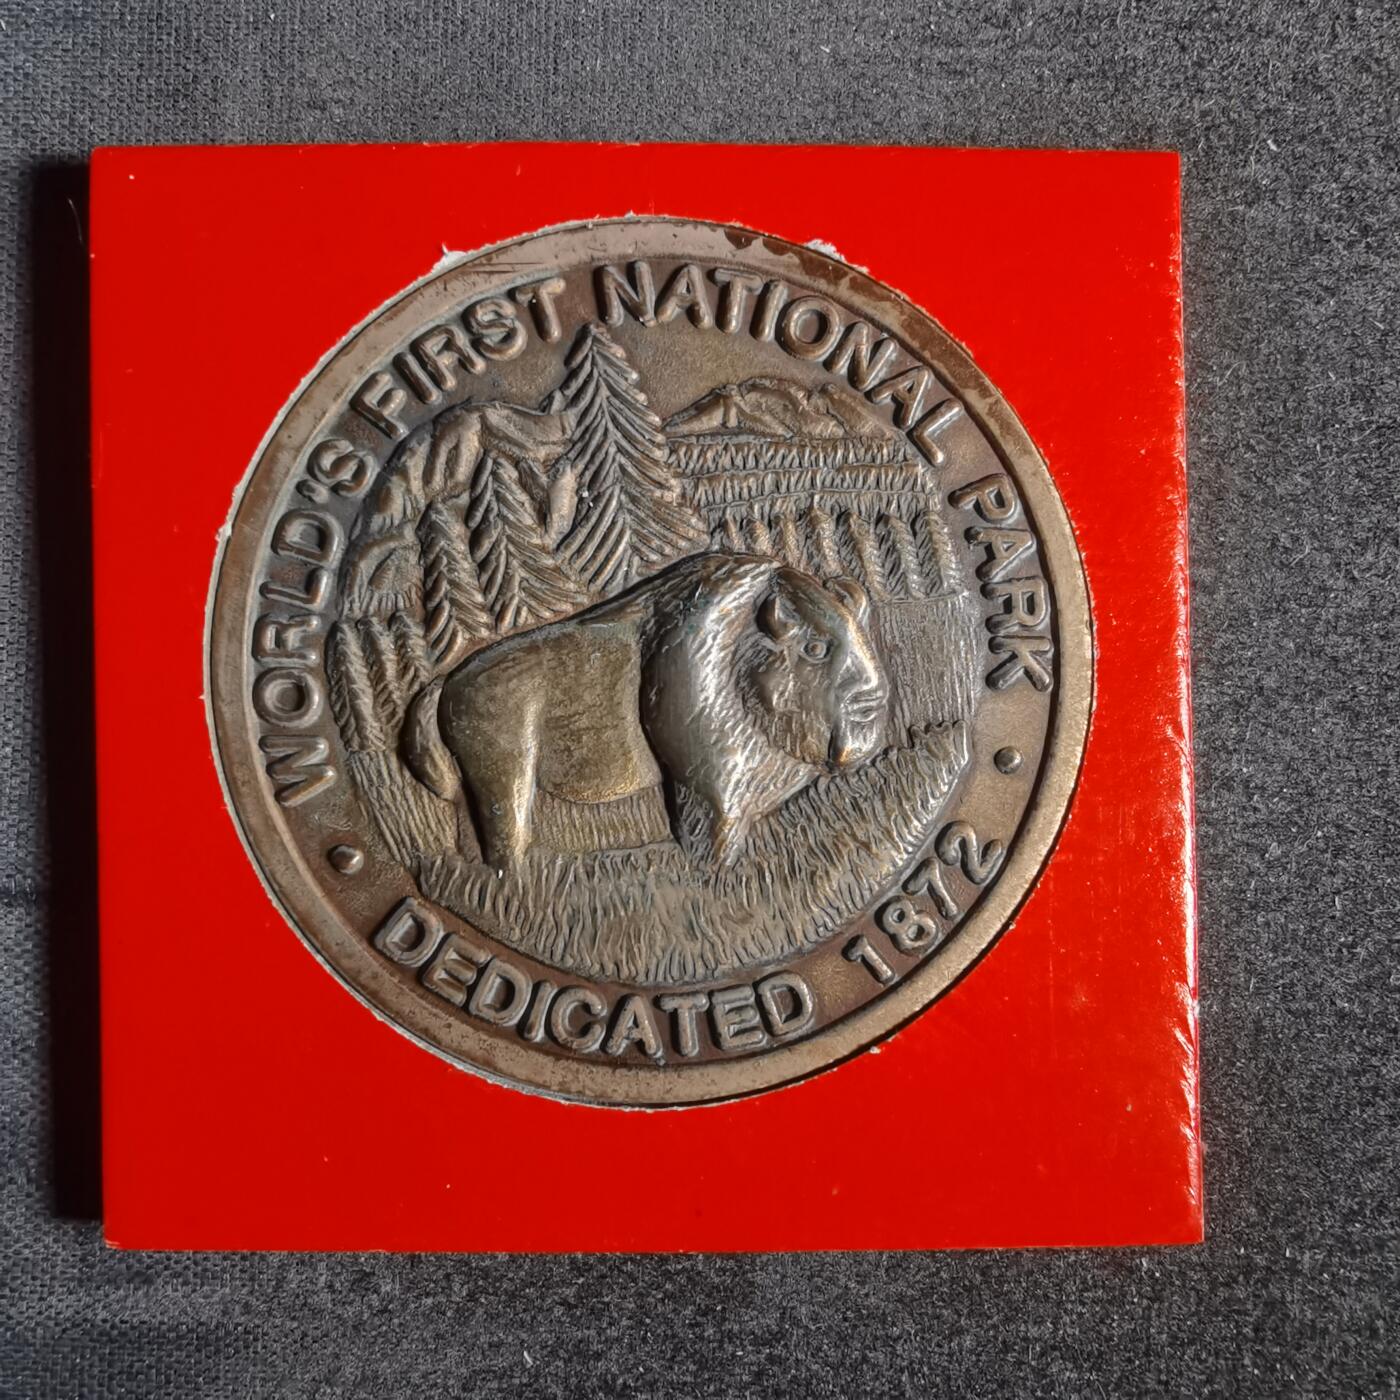 WORLD'S FIRST NATIONAL PARK
DEDICATED 1872